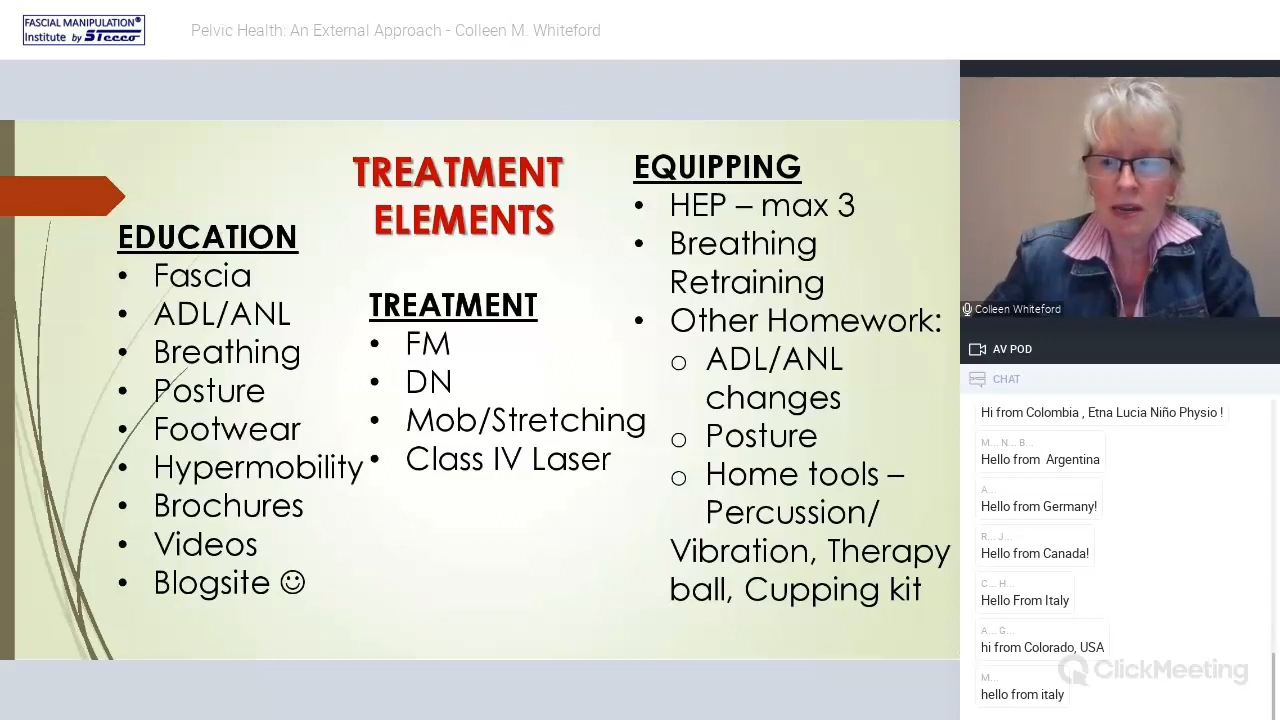 FASCIAL MANIPULATION®
Institute by Stecco
Pelvic Health: An External Approach - Colleen M. Whiteford
TREATMENT
ELEMENTS
EDUCATION
• Fascia
• ADL/ANL
• Breathing
• Posture
• Footwear
• Hypermobility
• Brochures
• Videos
• Blogsite ☺
TREATMENT
• FM
• DN
• Mob/Stretching
• Class IV Laser
EQUIPPING
• HEP – max 3
• Breathing
Retraining
• Other Homework:
o ADL/ANL
changes
o Posture
o Home tools –
Percussion/
Vibration, Therapy
ball, Cupping kit
Colleen Whiteford
AV POD
CHAT
Hi from Colombia , Etna Lucia Niño Physio !
M... N... B...
Hello from Argentina
A...
Hello from Germany!
R... J...
Hello from Canada!
C... H...
Hello From Italy
A... G...
hi from Colorado, USA
M...
hello from italy
ClickMeeting